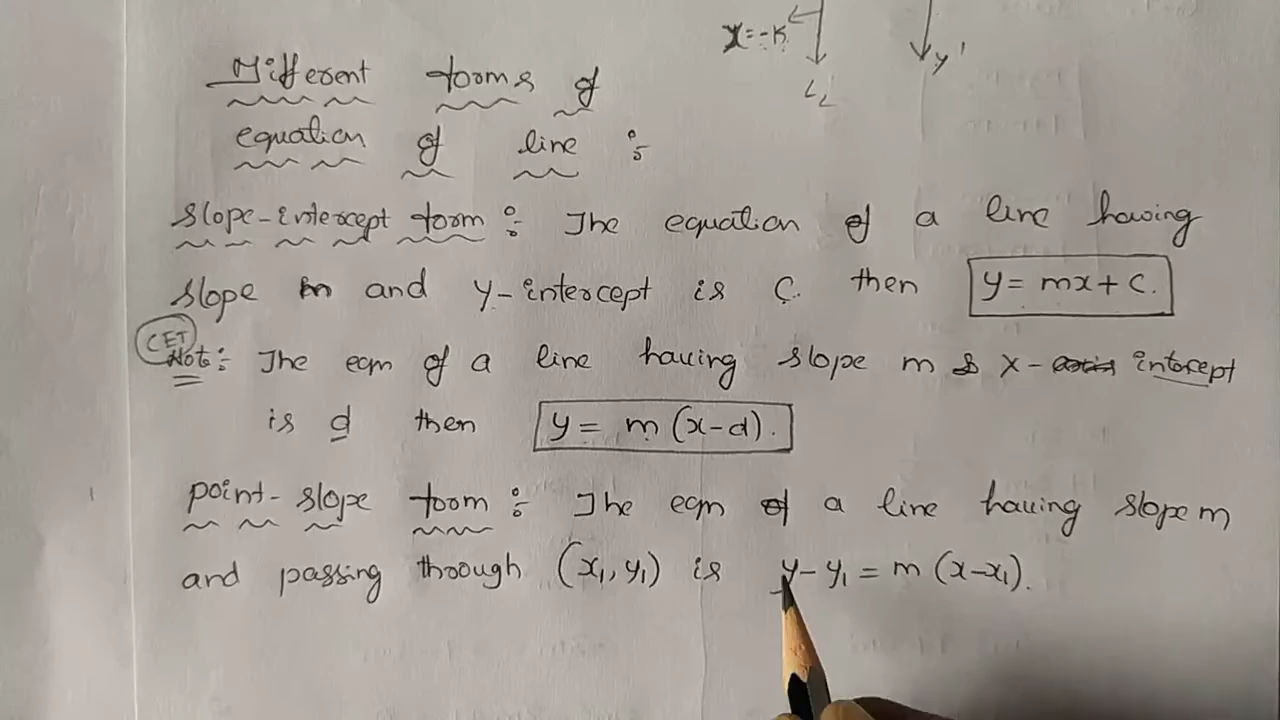 x=-k
L'
y'
Different forms of
equation of line :
slope-intercept form : The equation of a line having
slope m and y-intercept is c. then y = mx + c.
CET
Note: The eqn of a line having slope m & x-axis intercept
is d then y = m (x-d).
point-slope form : The eqn of a line having slope m
and passing through (x₁, y₁) is y - y₁ = m (x-x₁).